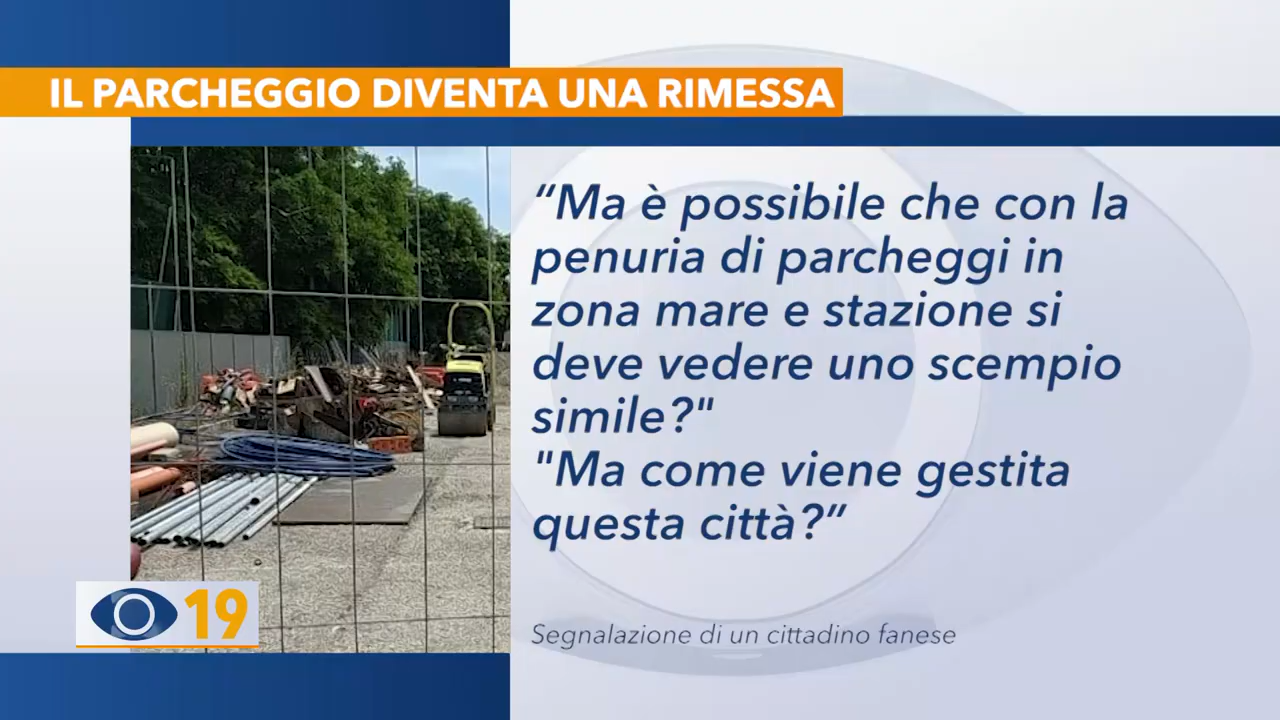 IL PARCHEGGIO DIVENTA UNA RIMESSA
“Ma è possibile che con la
penuria di parcheggi in
zona mare e stazione si
deve vedere uno scempio
simile?"
"Ma come viene gestita
questa città?”
Segnalazione di un cittadino fanese
19